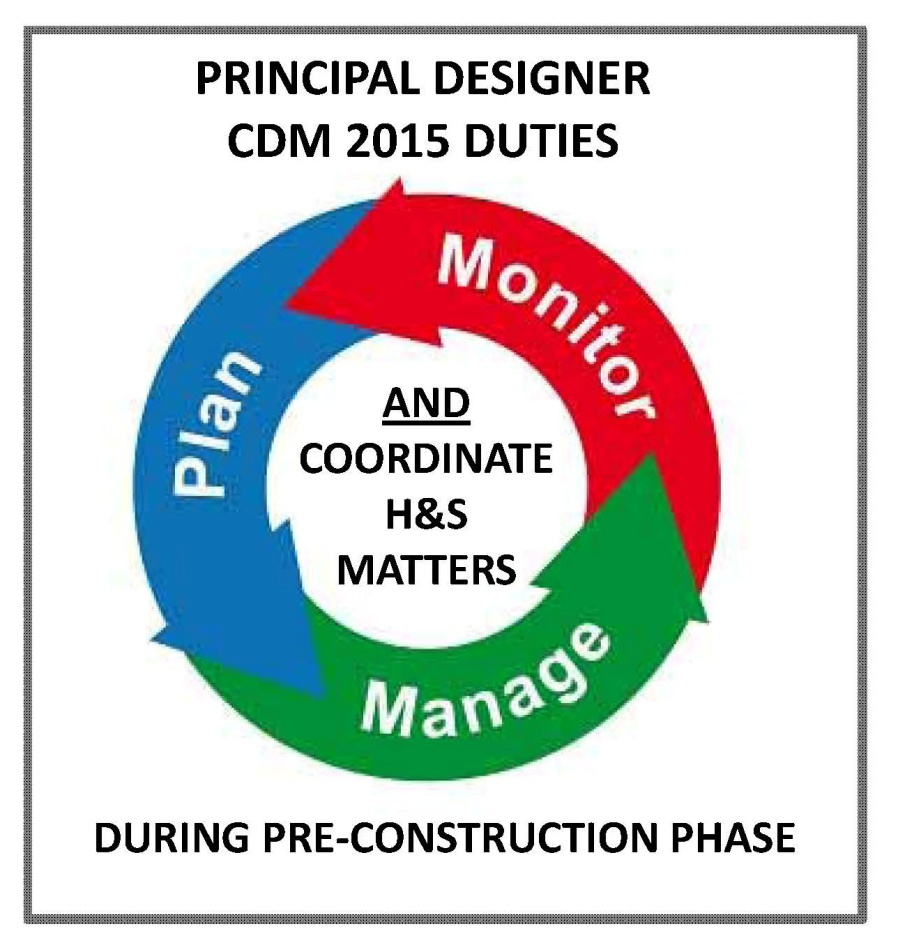 PRINCIPAL DESIGNER
CDM 2015 DUTIES
Plan
Monitor
Manage
AND
COORDINATE
H&S
MATTERS
DURING PRE-CONSTRUCTION PHASE